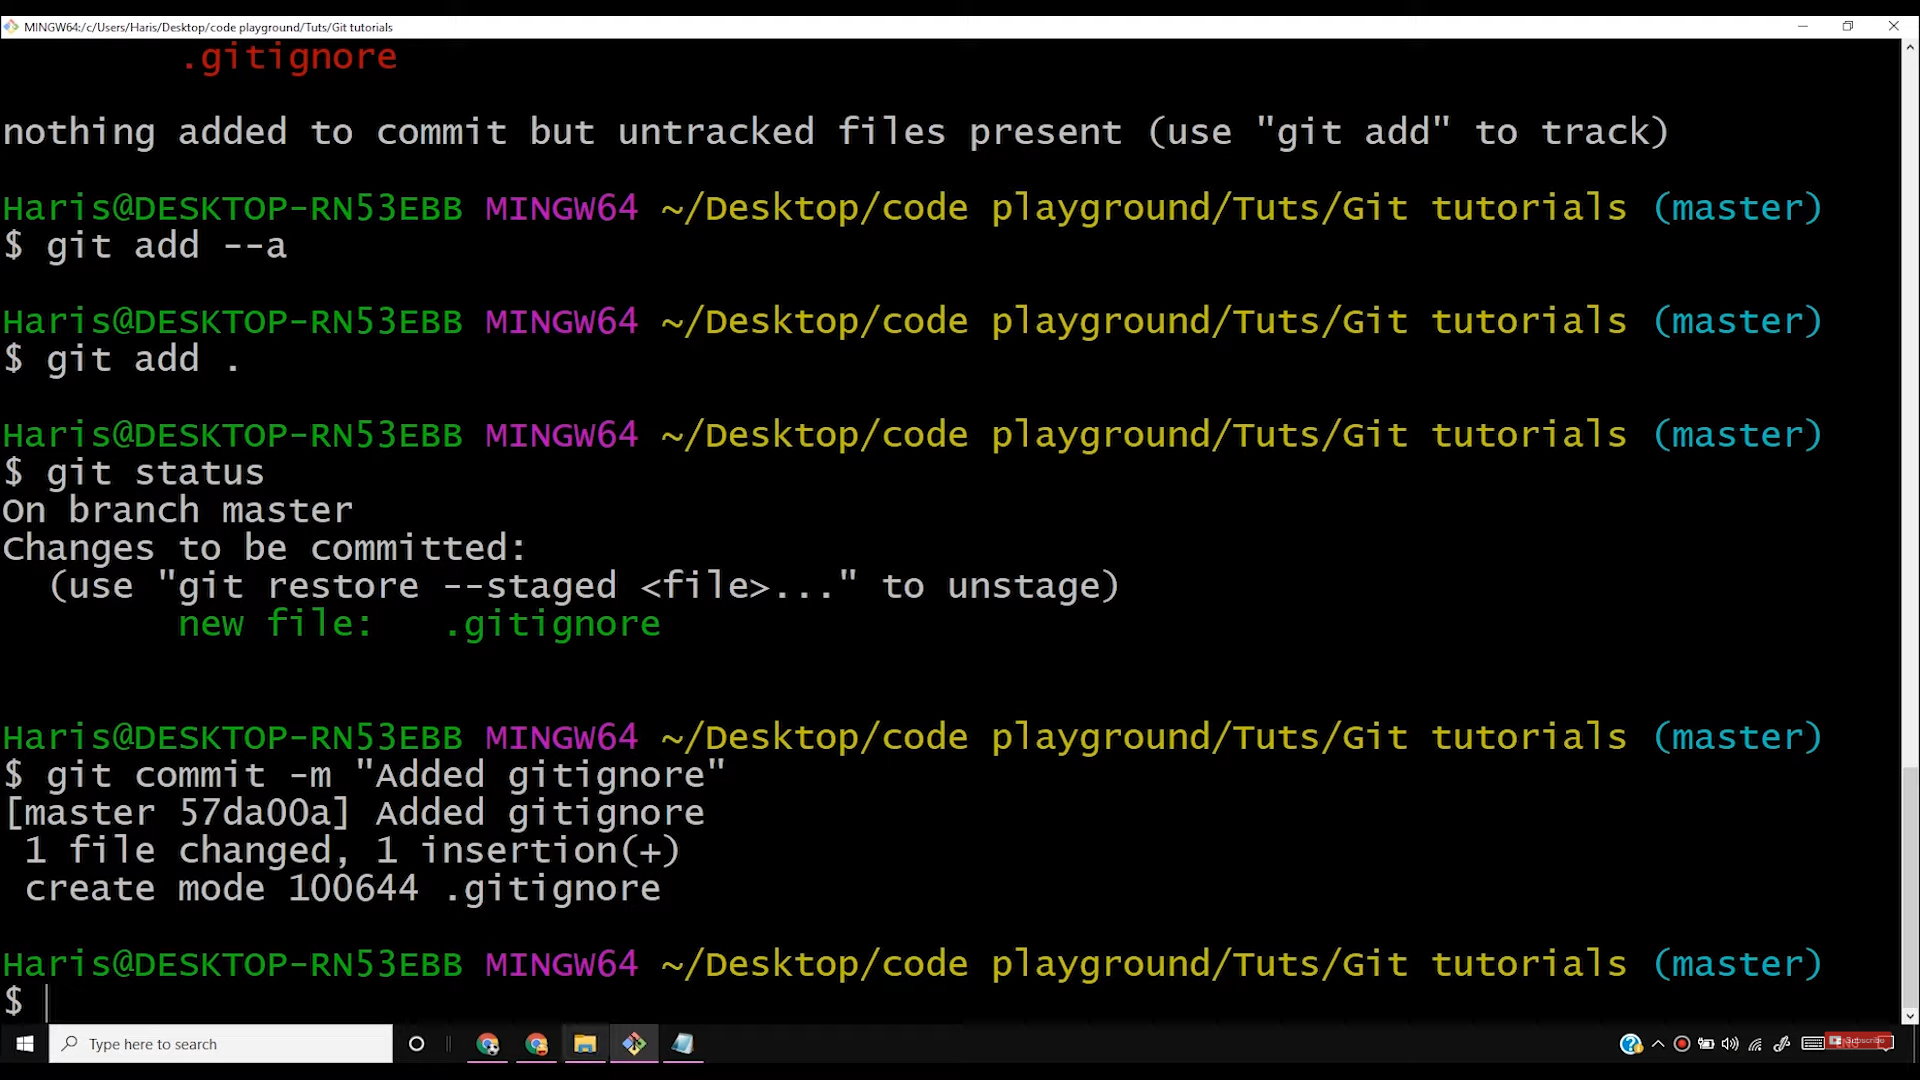 MINGW64:/c/Users/Haris/Desktop/code playground/Tuts/Git tutorials
.gitignore
nothing added to commit but untracked files present (use "git add" to track)
Haris@DESKTOP-RN53EBB MINGW64 ~/Desktop/code playground/Tuts/Git tutorials (master)
$ git add --a
Haris@DESKTOP-RN53EBB MINGW64 ~/Desktop/code playground/Tuts/Git tutorials (master)
$ git add .
Haris@DESKTOP-RN53EBB MINGW64 ~/Desktop/code playground/Tuts/Git tutorials (master)
$ git status
On branch master
Changes to be committed:
(use "git restore --staged <file>..." to unstage)
new file: .gitignore
Haris@DESKTOP-RN53EBB MINGW64 ~/Desktop/code playground/Tuts/Git tutorials (master)
$ git commit -m "Added gitignore"
[master 57da00a] Added gitignore
1 file changed, 1 insertion(+)
create mode 100644 .gitignore
Haris@DESKTOP-RN53EBB MINGW64 ~/Desktop/code playground/Tuts/Git tutorials (master)
$
Type here to search
Subscribe